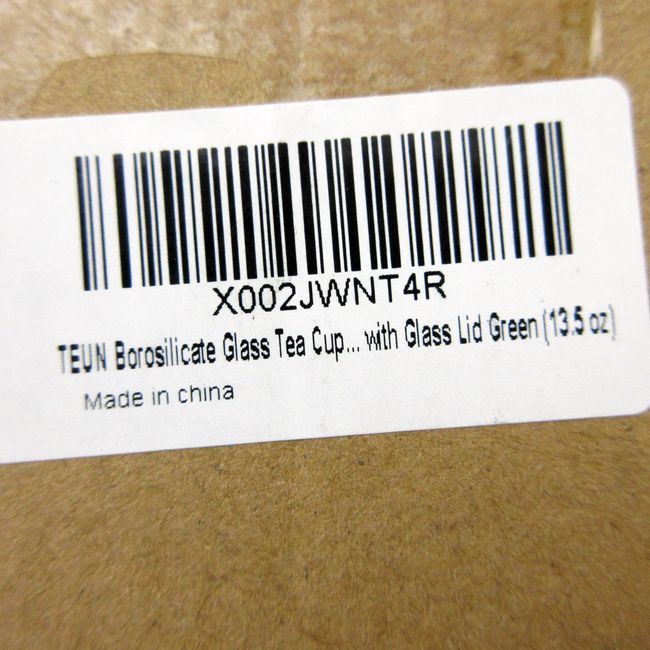 X002JWNT4R
TEUN Borosilicate Glass Tea Cup... with Glass Lid Green (13.5 oz)
Made in china